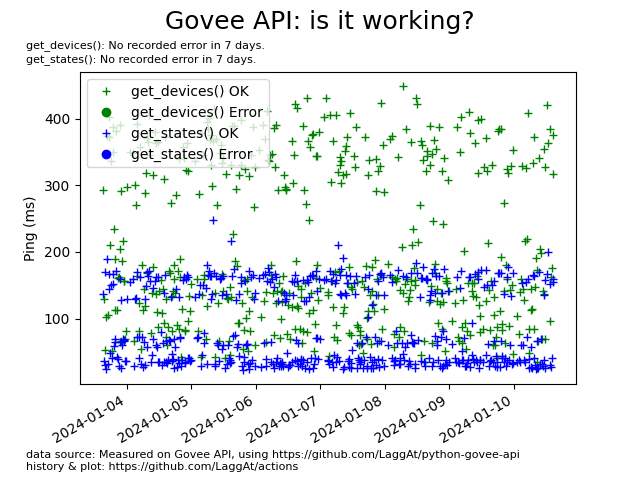 Govee API: is it working?
get_devices(): No recorded error in 7 days.
get_states(): No recorded error in 7 days.
get_devices() OK
get_devices() Error
get_states() OK
get_states() Error
Ping (ms)
400
300
200
100
2024-01-04
2024-01-05
2024-01-06
2024-01-07
2024-01-08
2024-01-09
2024-01-10
data source: Measured on Govee API, using https://github.com/LaggAt/python-govee-api
history & plot: https://github.com/LaggAt/actions